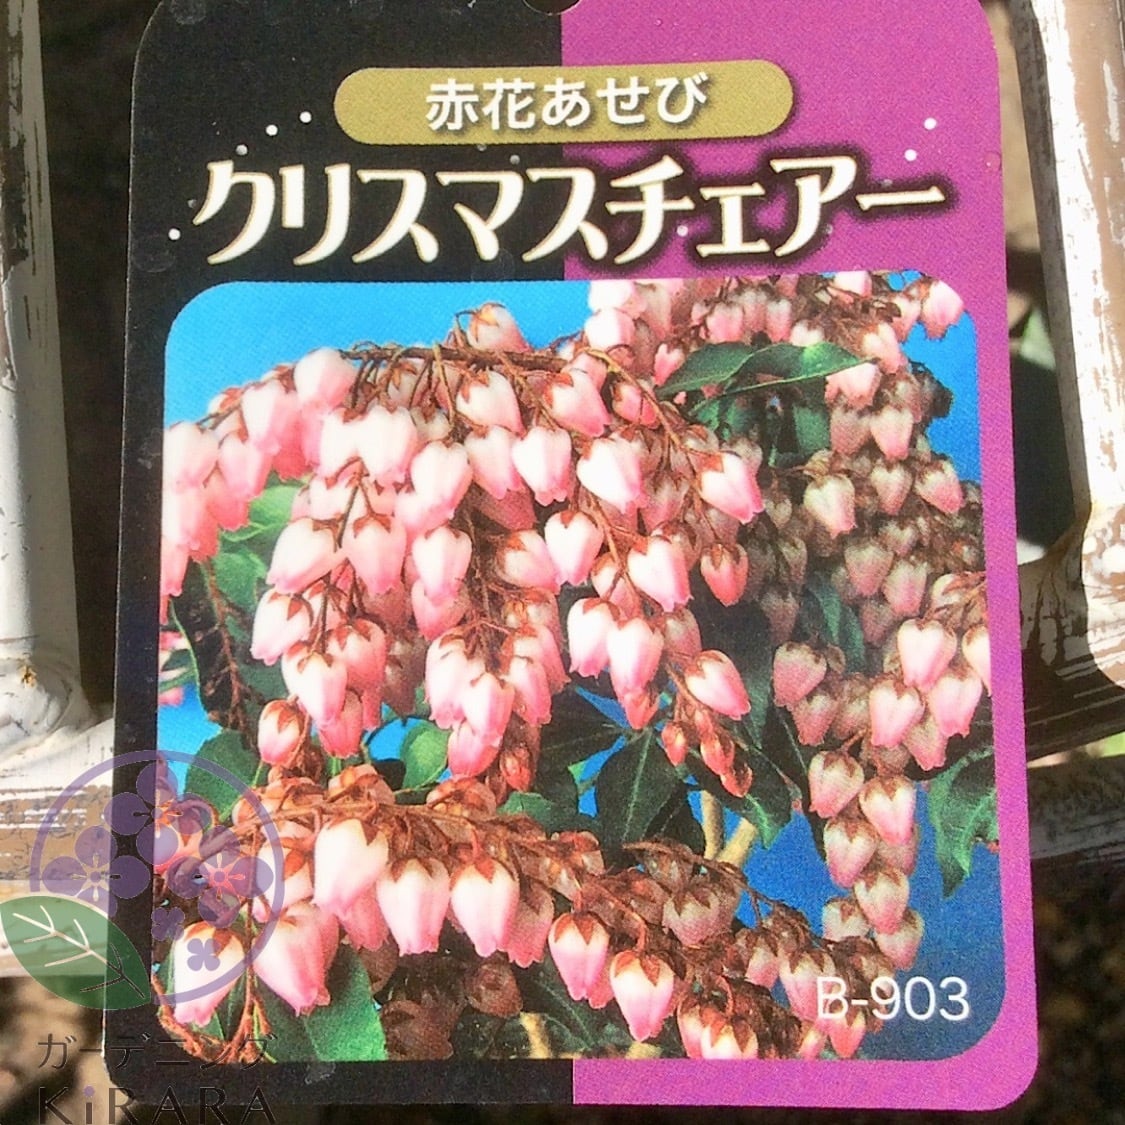 赤花あせび
クリスマスチェアー
B-903
ガーデニング
KiRARA